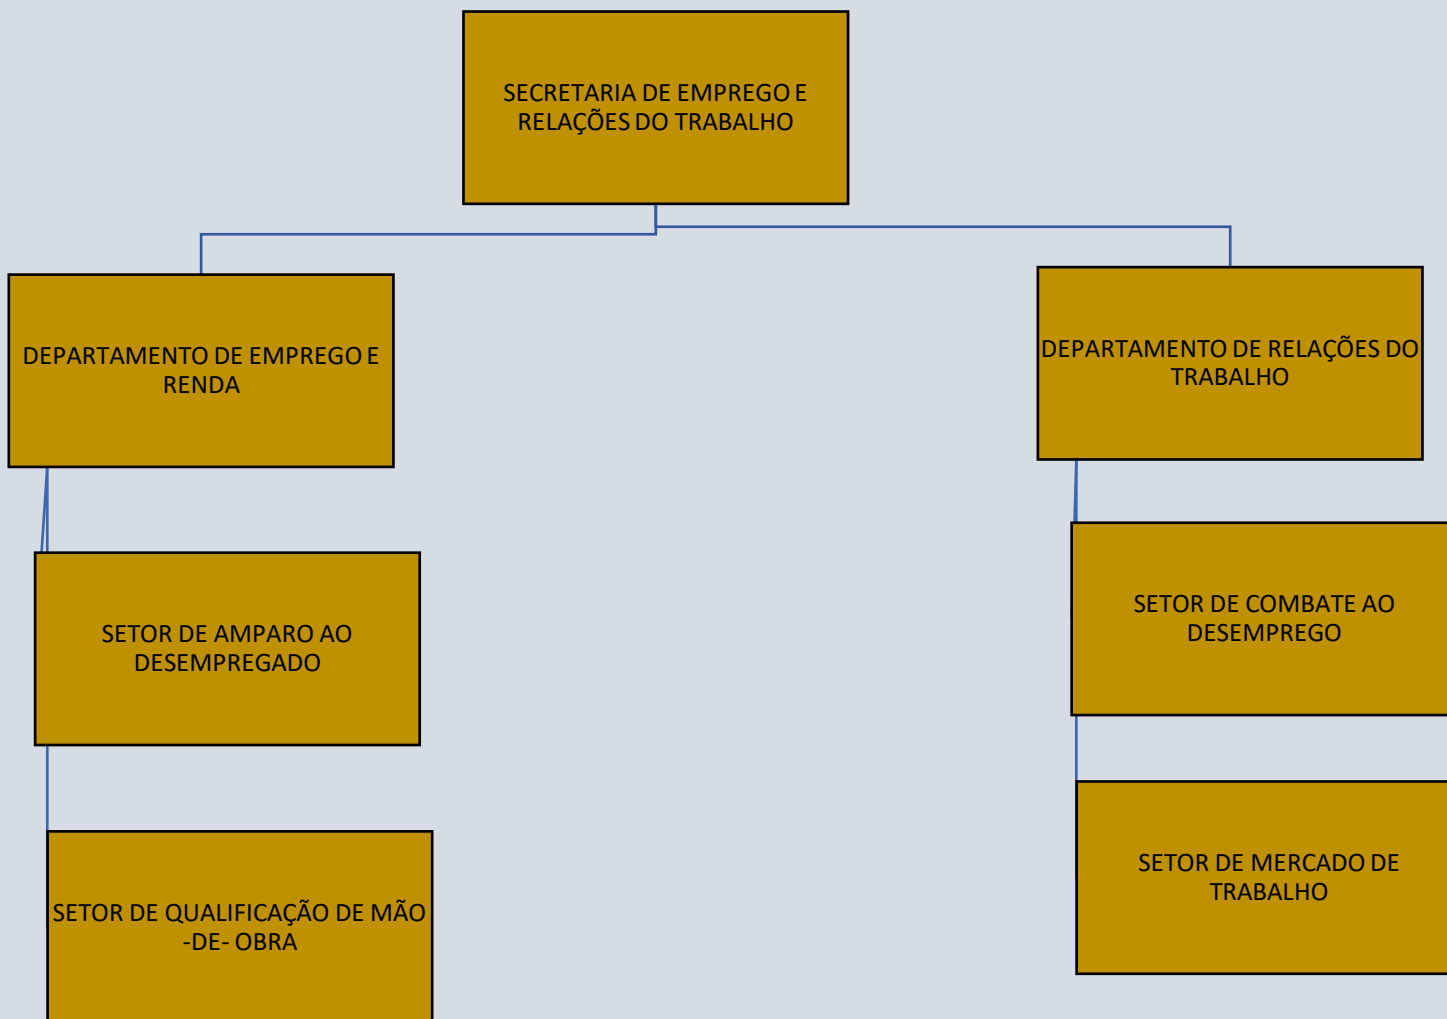 SECRETARIA DE EMPREGO E
RELAÇÕES DO TRABALHO
DEPARTAMENTO DE EMPREGO E
RENDA
DEPARTAMENTO DE RELAÇÕES DO
TRABALHO
SETOR DE AMPARO AO
DESEMPREGADO
SETOR DE COMBATE AO
DESEMPREGO
SETOR DE QUALIFICAÇÃO DE MÃO
-DE- OBRA
SETOR DE MERCADO DE
TRABALHO